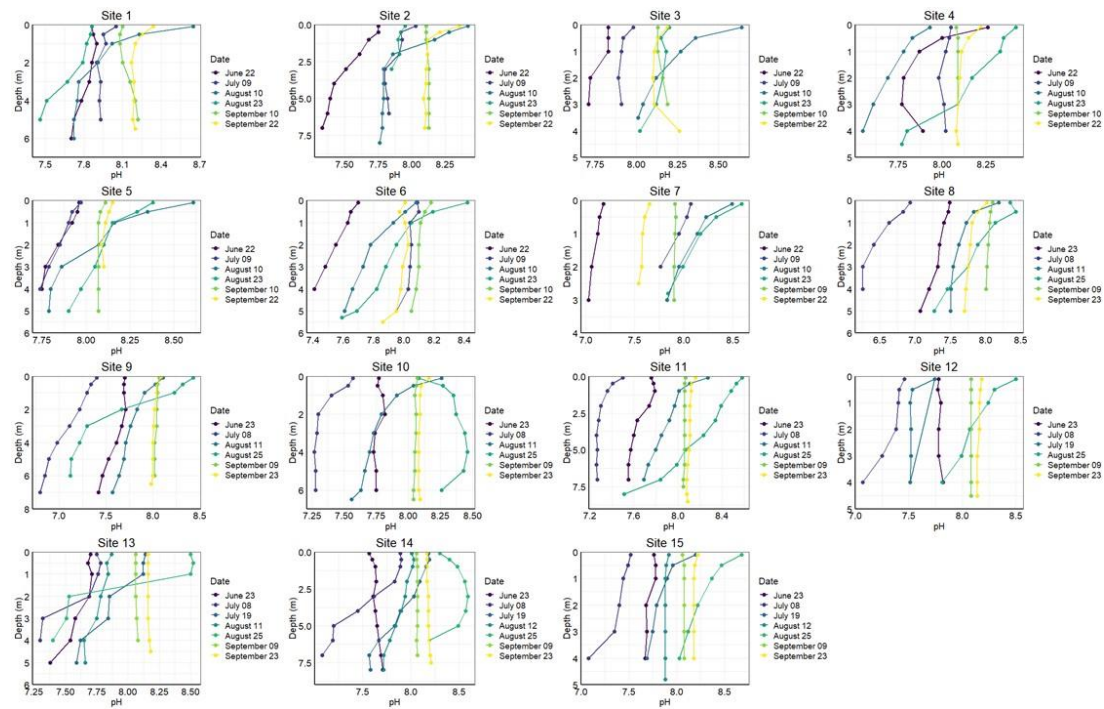 Site 1
Depth (m)
0
2
4
6
7.5
7.8
8.1
8.4
8.7
pH
Date
June 22
July 09
August 10
August 23
September 10
September 22
Site 2
Depth (m)
0.0
2.5
5.0
7.5
7.50
7.75
8.00
8.25
pH
Date
June 22
July 09
August 10
August 23
September 10
September 22
Site 3
Depth (m)
0
1
2
3
4
5
7.75
8.00
8.25
8.50
pH
Date
June 22
July 09
August 10
August 23
September 10
September 22
Site 4
Depth (m)
0
1
2
3
4
5
7.75
8.00
8.25
pH
Date
June 22
July 09
August 10
August 23
September 10
September 22
Site 5
Depth (m)
0
1
2
3
4
5
6
7.75
8.00
8.25
8.50
pH
Date
June 22
July 09
August 10
August 23
September 10
September 22
Site 6
Depth (m)
0
1
2
3
4
5
6
7.4
7.6
7.8
8.0
8.2
8.4
pH
Date
June 22
July 09
August 10
August 23
September 10
September 22
Site 7
Depth (m)
0
1
2
3
4
7.0
7.5
8.0
8.5
pH
Date
June 22
July 09
August 10
August 23
September 09
September 22
Site 8
Depth (m)
0
1
2
3
4
5
6
6.5
7.0
7.5
8.0
8.5
pH
Date
June 23
July 08
August 11
August 25
September 09
September 23
Site 9
Depth (m)
0
2
4
6
8
7.0
7.5
8.0
8.5
pH
Date
June 23
July 08
August 11
August 25
September 09
September 23
Site 10
Depth (m)
0
2
4
6
7.25
7.50
7.75
8.00
8.25
8.50
pH
Date
June 23
July 08
August 11
August 25
September 09
September 23
Site 11
Depth (m)
0.0
2.5
5.0
7.5
7.2
7.6
8.0
8.4
pH
Date
June 23
July 08
August 11
August 25
September 09
September 23
Site 12
Depth (m)
0
1
2
3
4
5
7.0
7.5
8.0
8.5
pH
Date
June 23
July 08
July 19
August 25
September 09
September 23
Site 13
Depth (m)
0
1
2
3
4
5
6
7.25
7.50
7.75
8.00
8.25
8.50
pH
Date
June 23
July 08
July 19
August 11
August 25
September 09
September 23
Site 14
Depth (m)
0.0
2.5
5.0
7.5
7.0
7.5
8.0
8.5
pH
Date
June 23
July 08
July 19
August 12
August 25
September 09
September 23
Site 15
Depth (m)
0
1
2
3
4
5
7.0
7.5
8.0
8.5
pH
Date
June 23
July 08
July 19
August 12
August 25
September 09
September 23